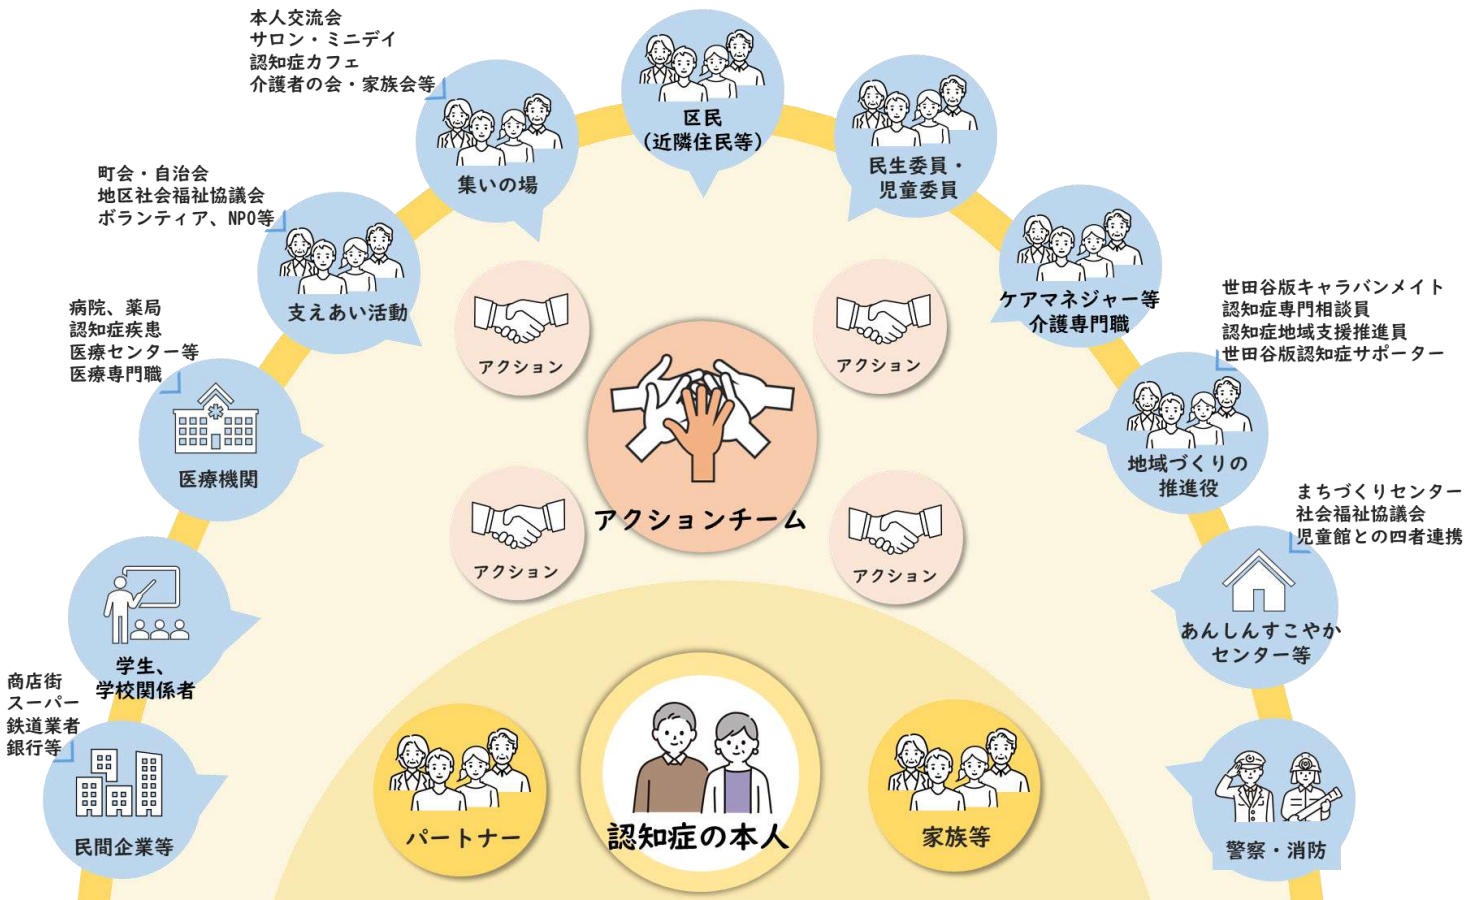 本人交流会
サロン・ミニデイ
認知症カフェ
介護者の会・家族会等
集いの場
区民
(近隣住民等)
民生委員・
児童委員
町会・自治会
地区社会福祉協議会
ボランティア、NPO等
支えあい活動
ケアマネジャー等
介護専門職
病院、薬局
認知症疾患
医療センター等
医療専門職
医療機関
世田谷版キャラバンメイト
認知症専門相談員
認知症地域支援推進員
世田谷版認知症サポーター
地域づくりの
推進役
アクション
アクション
アクションチーム
アクション
アクション
まちづくりセンター
社会福祉協議会
児童館との四者連携
あんしんすこやか
センター等
学生、
学校関係者
商店街
スーパー
鉄道業者
銀行等
民間企業等
パートナー
認知症の本人
家族等
警察・消防